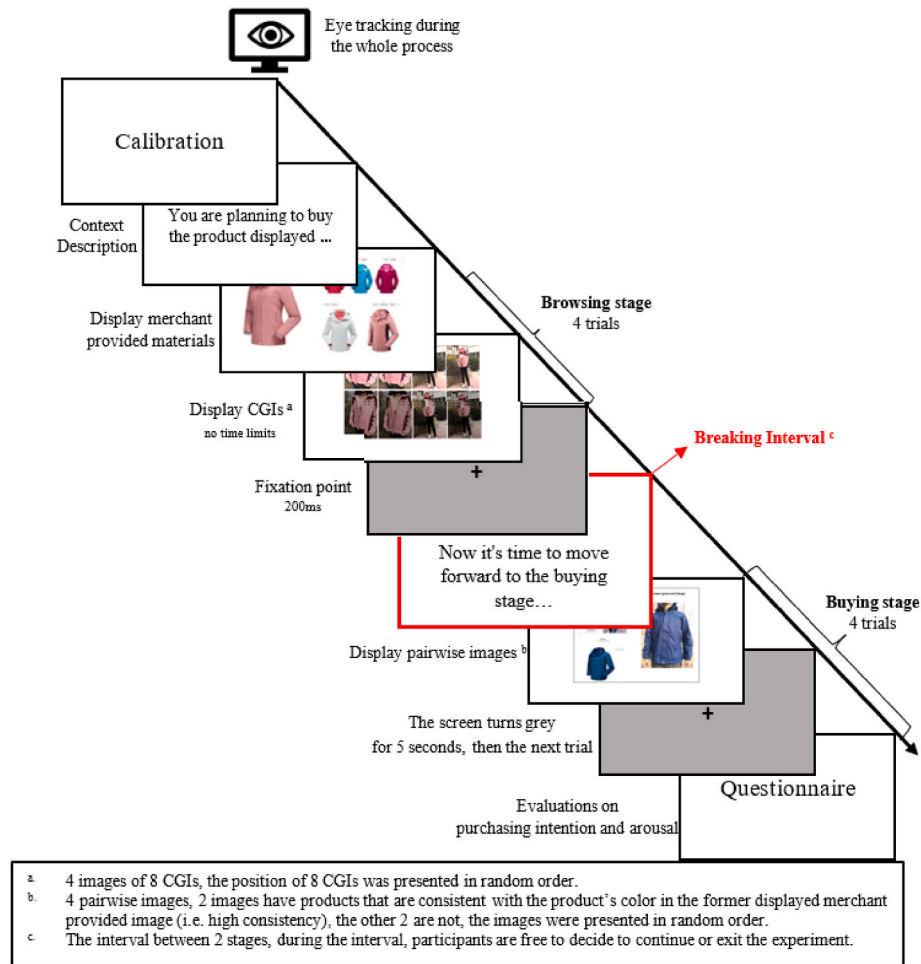 Eye tracking during
the whole process
Calibration
Context
Description
You are planning to buy
the product displayed ...
Display merchant
provided materials
Browsing stage
4 trials
Display CGIs a
no time limits
Breaking Interval c
+
Fixation point
200ms
Now it's time to move
forward to the buying
stage…
Buying stage
4 trials
Display pairwise images b
+
The screen turns grey
for 5 seconds, then the next trial
Questionnaire
Evaluations on
purchasing intention and arousal
a. 4 images of 8 CGIs, the position of 8 CGIs was presented in random order.
b. 4 pairwise images, 2 images have products that are consistent with the product's color in the former displayed merchant
provided image (i.e. high consistency), the other 2 are not, the images were presented in random order.
c. The interval between 2 stages, during the interval, participants are free to decide to continue or exit the experiment.